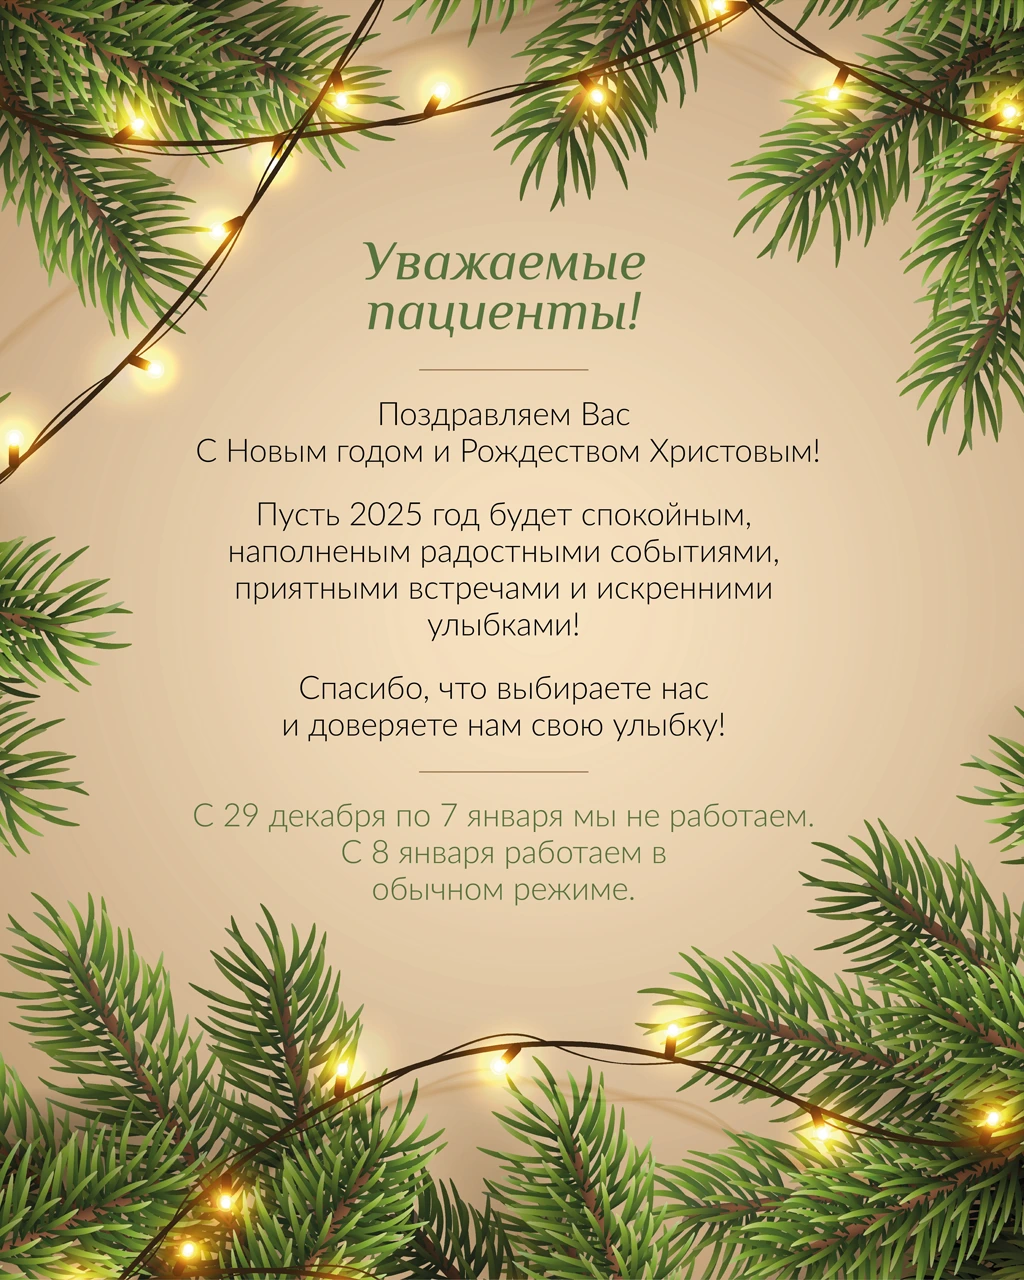 Уважаемые
пациенты!
Поздравляем Вас
С Новым годом и Рождеством Христовым!
Пусть 2025 год будет спокойным,
наполненым радостными событиями,
приятными встречами и искренними
улыбками!
Спасибо, что выбираете нас
и доверяете нам свою улыбку!
С 29 декабря по 7 января мы не работаем.
С 8 января работаем в
обычном режиме.